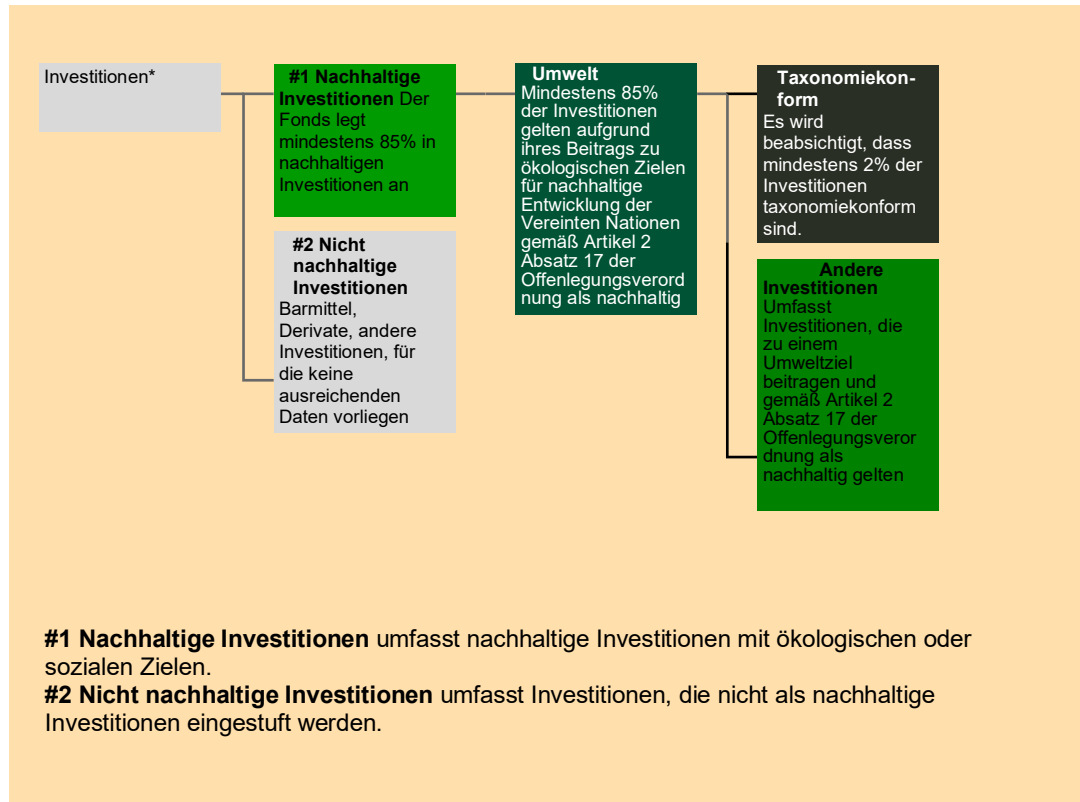 Investitionen*
#1 Nachhaltige
Investitionen Der
Fonds legt
mindestens 85% in
nachhaltigen
Investitionen an
#2 Nicht
nachhaltige
Investitionen
Barmittel,
Derivate, andere
Investitionen, für
die keine
ausreichenden
Daten vorliegen
Umwelt
Mindestens 85%
der Investitionen
gelten aufgrund
ihres Beitrags zu
ökologischen Zielen
für nachhaltige
Entwicklung der
Vereinten Nationen
gemäß Artikel 2
Absatz 17 der
Offenlegungsverord
nung als nachhaltig
Taxonomiekon-
form
Es wird
beabsichtigt, dass
mindestens 2% der
Investitionen
taxonomiekonform
sind.
Andere
Investitionen
Umfasst
Investitionen, die
zu einem
Umweltziel
beitragen und
gemäß Artikel 2
Absatz 17 der
Offenlegungsveror
dnung als
nachhaltig gelten
#1 Nachhaltige Investitionen umfasst nachhaltige Investitionen mit ökologischen oder
sozialen Zielen.
#2 Nicht nachhaltige Investitionen umfasst Investitionen, die nicht als nachhaltige
Investitionen eingestuft werden.